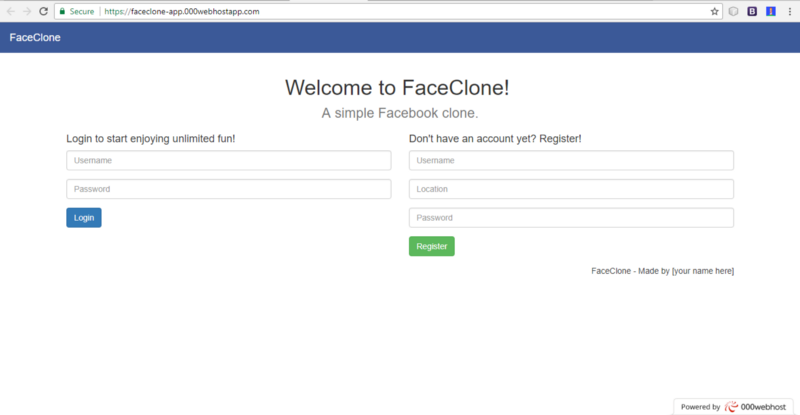 Secure https://faceclone-app.000webhostapp.com
FaceClone
Welcome to FaceClone!
A simple Facebook clone.
Login to start enjoying unlimited fun!
Username
Password
Login
Don't have an account yet? Register!
Username
Location
Password
Register
FaceClone - Made by [your name here]
Powered by 000webhost